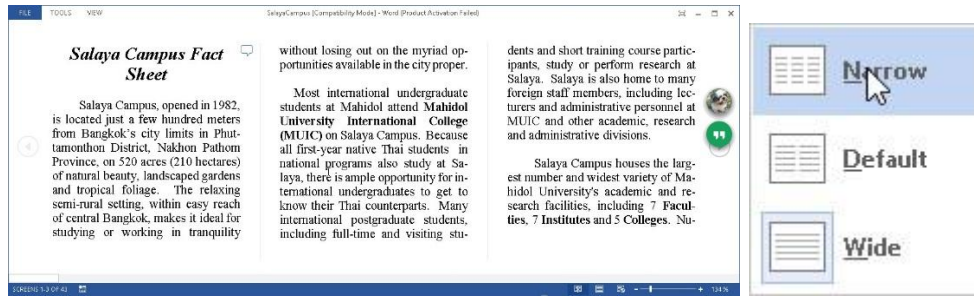 FILE TOOLS VIEW
SalayaCampus [Compatibility Mode] - Word (Product Activation Failed)
Salaya Campus Fact
Sheet
Salaya Campus, opened in 1982,
is located just a few hundred meters
from Bangkok's city limits in Phut-
tamonthon District, Nakhon Pathom
Province, on 520 acres (210 hectares)
of natural beauty, landscaped gardens
and tropical foliage. The relaxing
semi-rural setting, within easy reach
of central Bangkok, makes it ideal for
studying or working in tranquility
without losing out on the myriad op-
portunities available in the city proper.
Most international undergraduate
students at Mahidol attend Mahidol
University International College
(MUIC) on Salaya Campus. Because
all first-year native Thai students in
national programs also study at Sa-
laya, there is ample opportunity for in-
ternational undergraduates to get to
know their Thai counterparts. Many
international postgraduate students,
including full-time and visiting stu-
dents and short training course partic-
ipants, study or perform research at
Salaya. Salaya is also home to many
foreign staff members, including lec-
turers and administrative personnel at
MUIC and other academic, research
and administrative divisions.
Salaya Campus houses the larg-
est number and widest variety of Ma-
hidol University's academic and re-
search facilities, including 7 Facul-
ties, 7 Institutes and 5 Colleges. Nu-
SCREENS 1-3 OF 43
134%
Narrow
Default
Wide